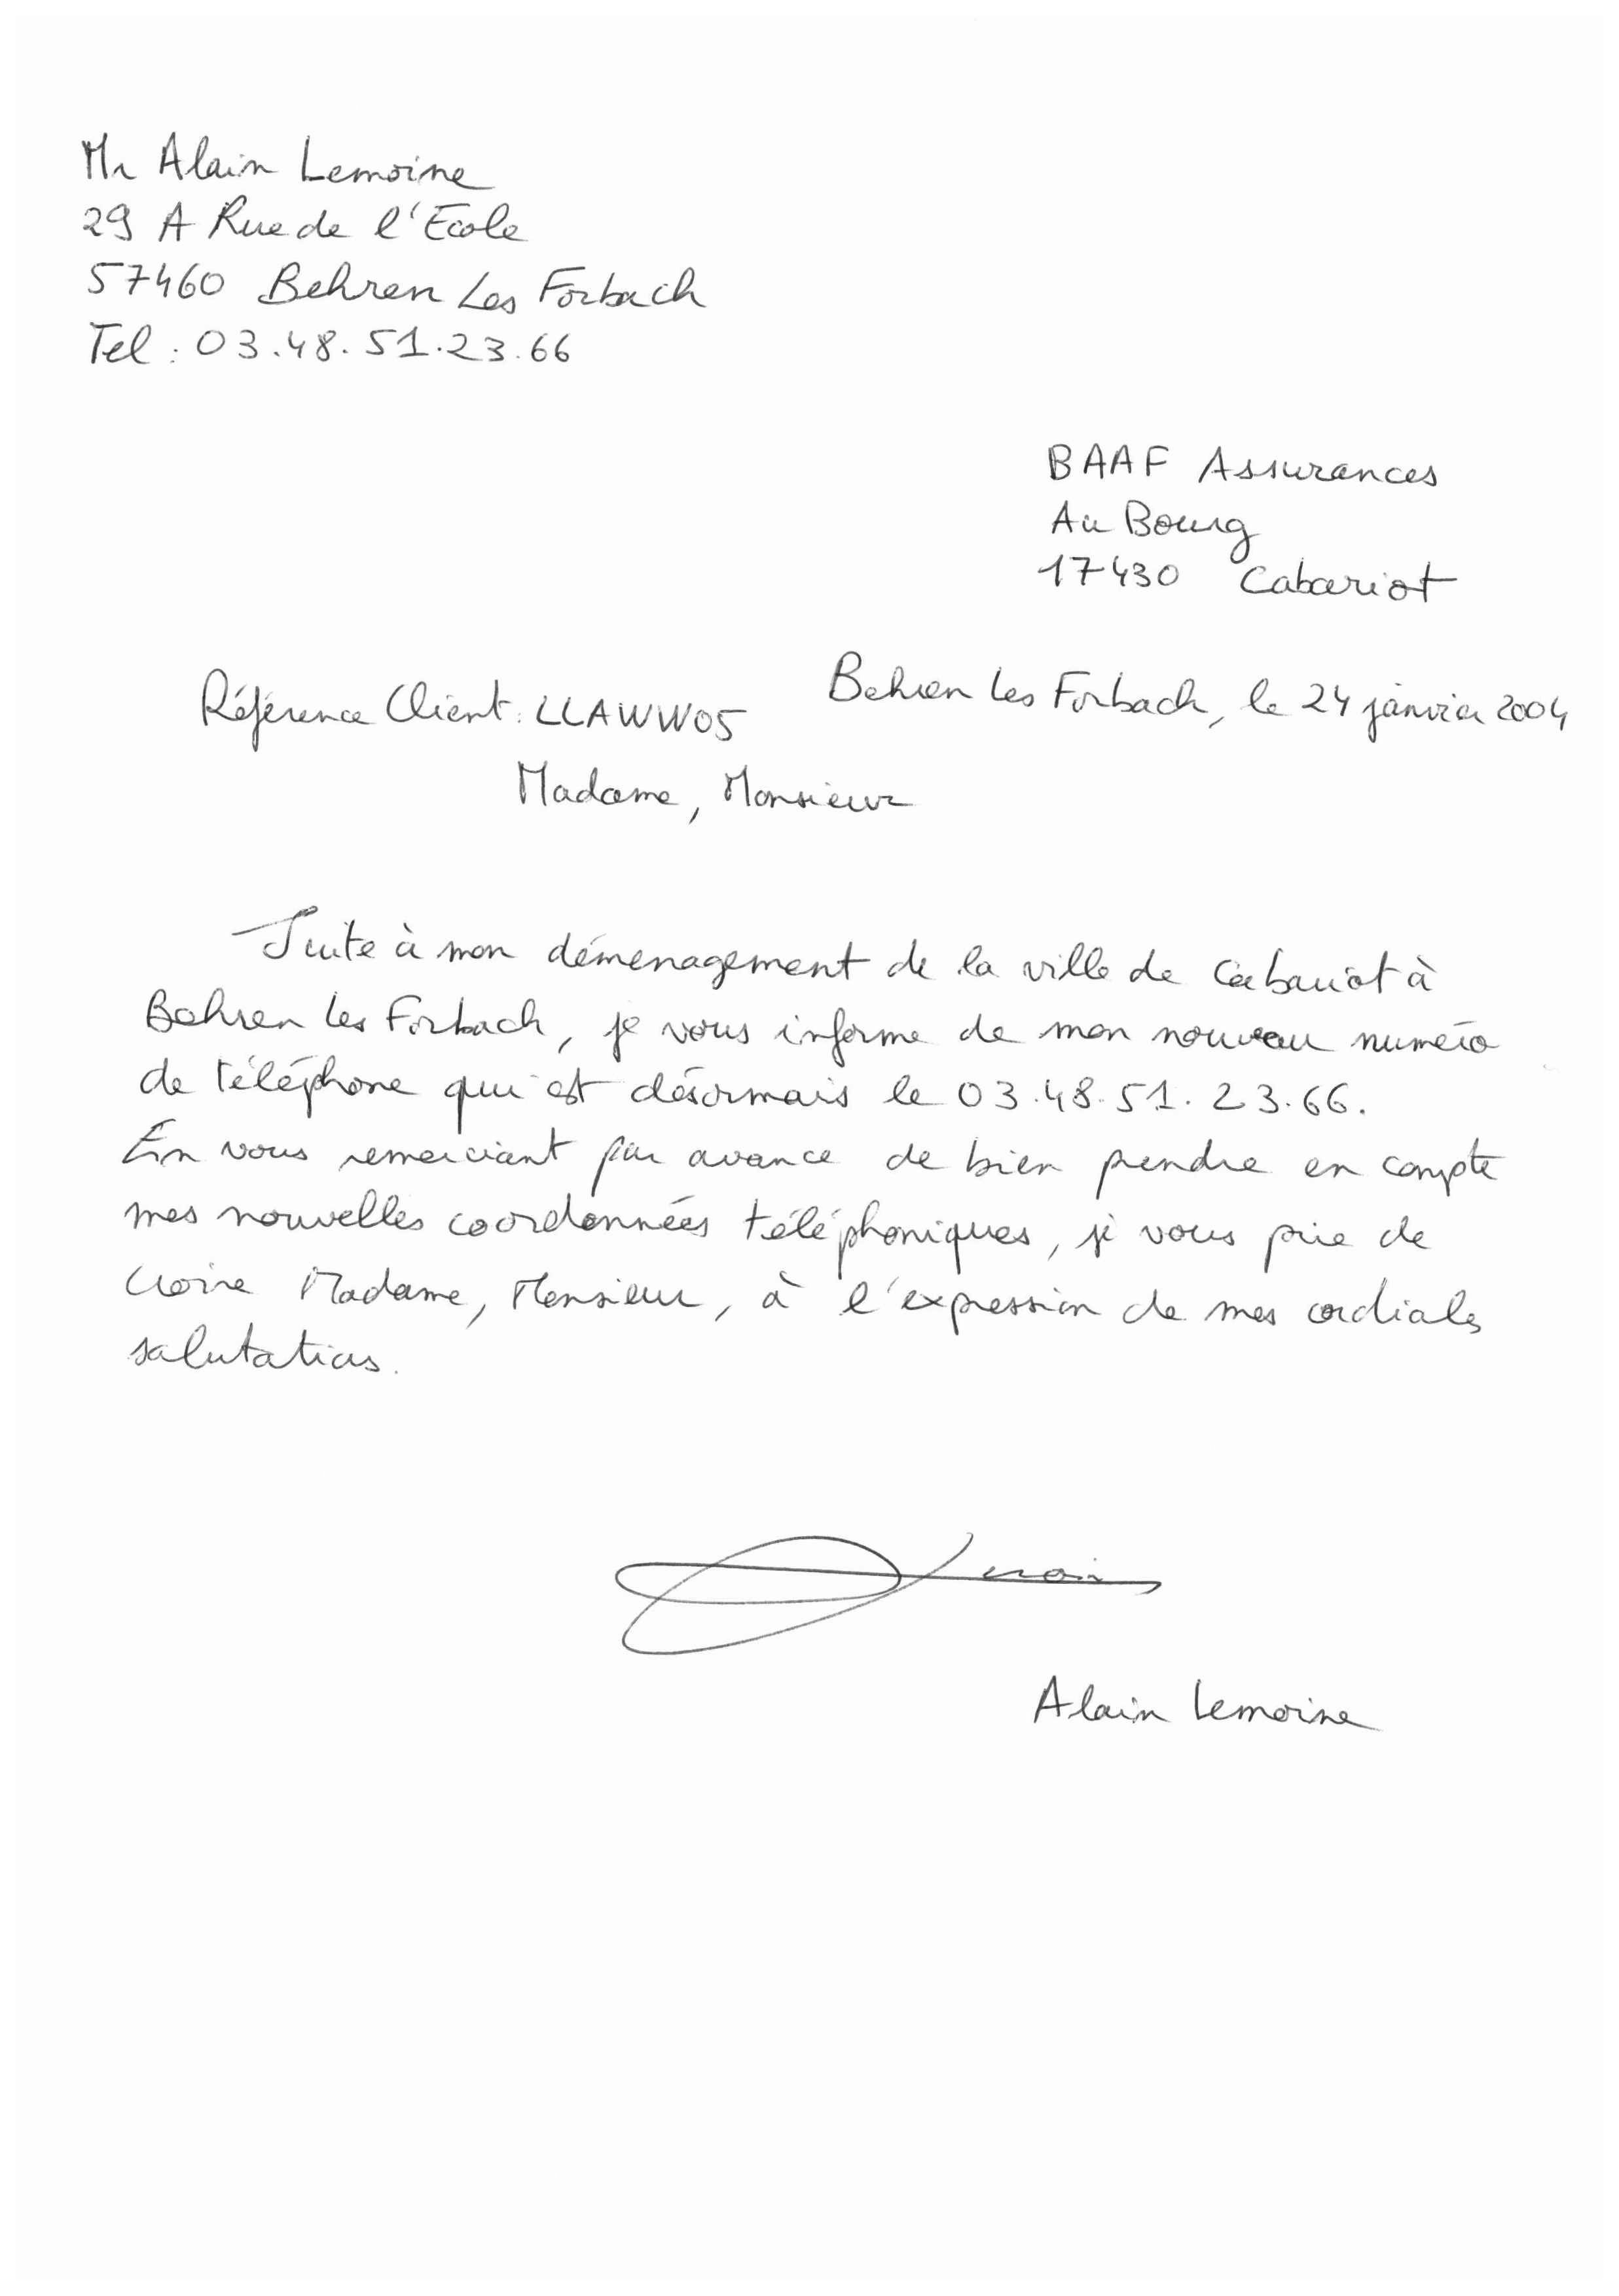 Mr Alain Lemoine
29 A Rue de l'Ecole
57460 Behren Les Forbach
Tel : 03.48.51.23.66
BAAF Assurances
Au Bourg
17430 Cabariot
Behren Les Forbach, le 24 janvier 2004
Référence Client : LLAWW05
Madame, Monsieur
Suite à mon déménagement de la ville de Cabariot à
Behren Les Forbach, je vous informe de mon nouveau numéro
de téléphone qui est désormais le 03.48.51.23.66.
En vous remerciant par avance de bien prendre en compte
mes nouvelles coordonnées téléphoniques, je vous prie de
croire Madame, Monsieur, à l'expression de mes cordiales
salutations.
Alain Lemoine